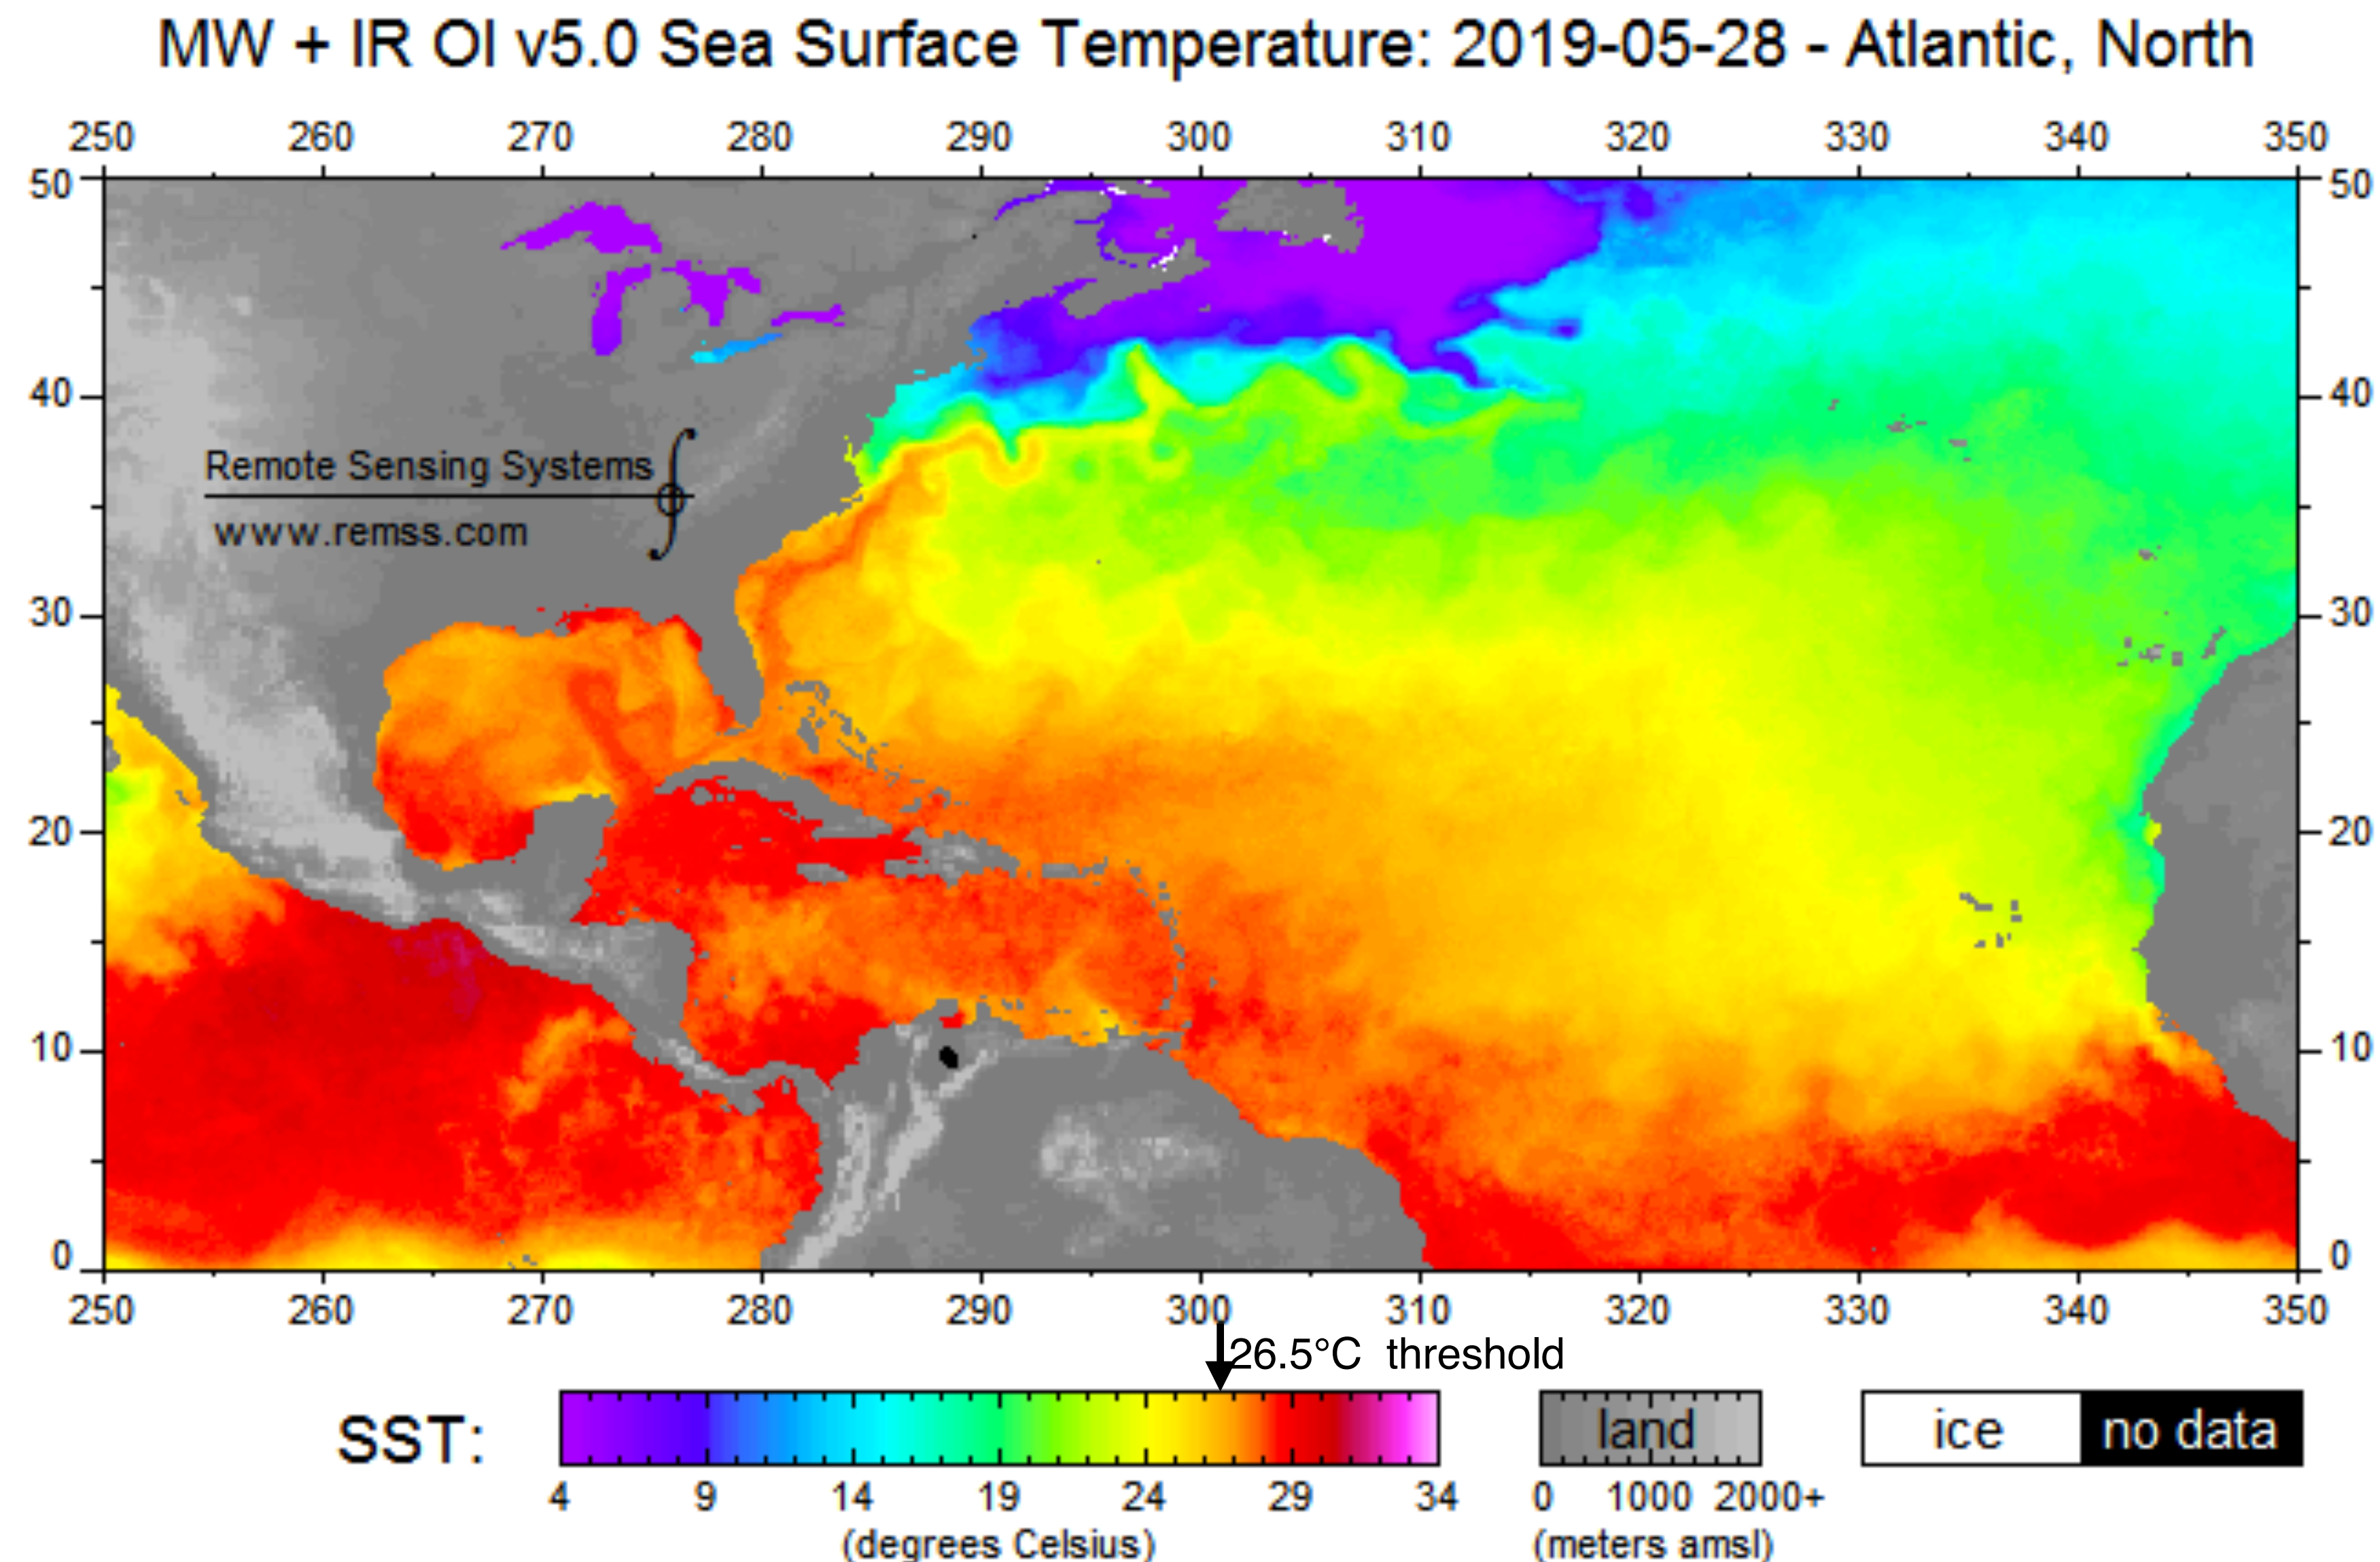 MW + IR OI v5.0 Sea Surface Temperature: 2019-05-28 - Atlantic, North
250 260 270 280 290 300 310 320 330 340 350
50 50
40 40
Remote Sensing Systems
www.remss.com
30 30
20 20
10 10
0 0
250 260 270 280 290 300 310 320 330 340 350
26.5°C threshold
SST: land ice no data
4 9 14 19 24 29 34 0 1000 2000+
(degrees Celsius) (meters amsl)